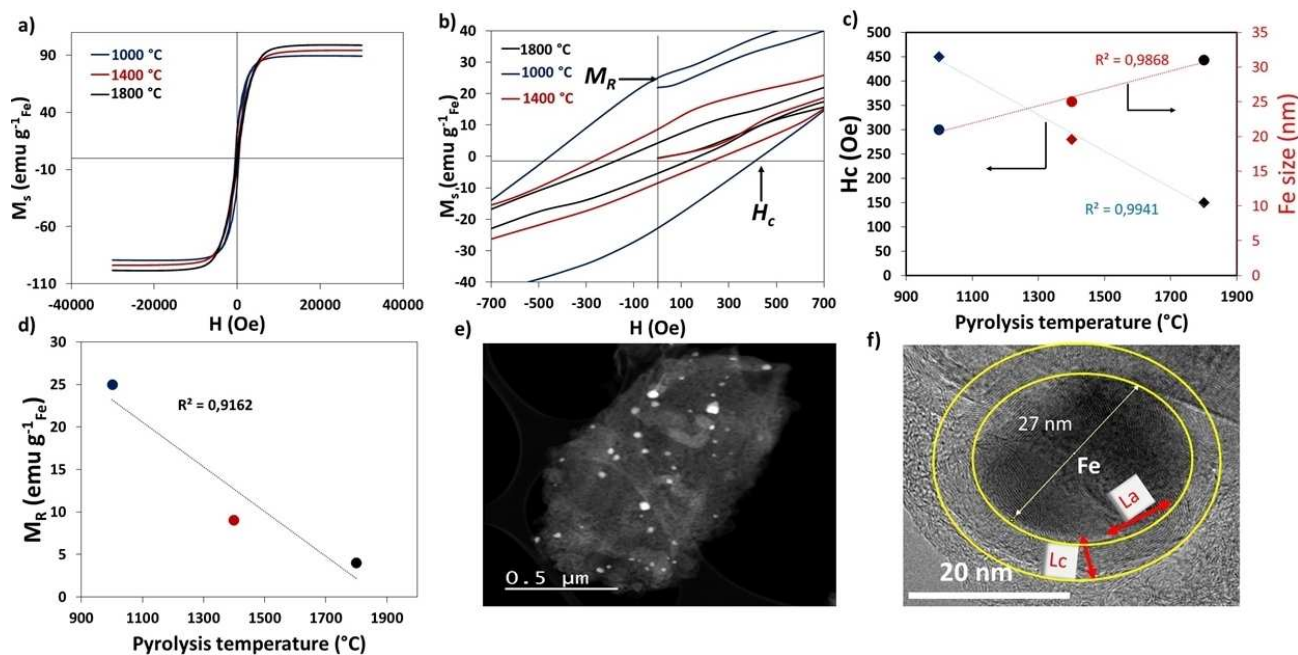 a)
1000 °C
1400 °C
1800 °C
Ms (emu g-1Fe)
90
40
-10
-60
-110
-40000 -20000 0 20000 40000
H (Oe)
b)
1800 °C
1000 °C
1400 °C
MR
Hc
Ms (emu g-1Fe)
40
30
20
10
0
-10
-20
-30
-40
-700 -500 -300 -100 100 300 500 700
H (Oe)
c)
R² = 0,9868
R² = 0,9941
Hc (Oe)
500
450
400
350
300
250
200
150
100
50
0
Fe size (nm)
35
30
25
20
15
10
5
0
900 1100 1300 1500 1700 1900
Pyrolysis temperature (°C)
d)
R² = 0,9162
MR (emu g-1Fe)
30
25
20
15
10
5
0
900 1100 1300 1500 1700 1900
Pyrolysis temperature (°C)
e)
0.5 µm
f)
27 nm
Fe
La
Lc
20 nm